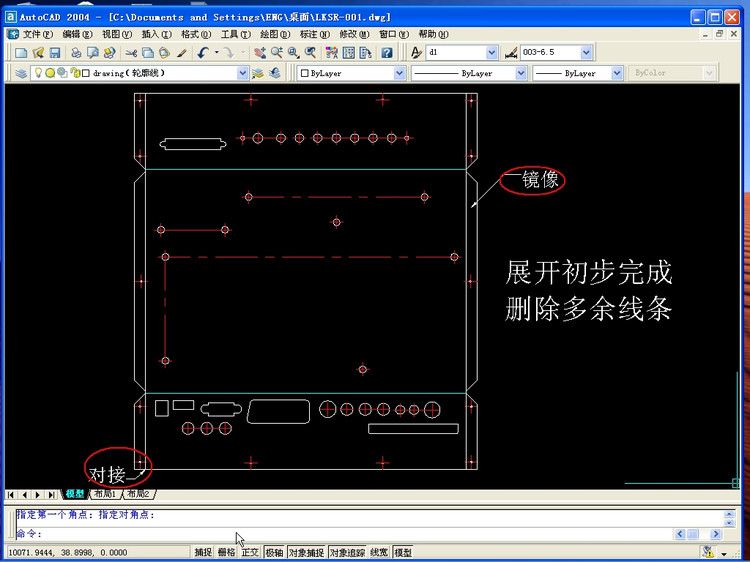 AutoCAD 2004 - [C:\Documents and Settings\ENG\桌面\LKSR-001.dwg]
文件(F) 编辑(E) 视图(V) 插入(I) 格式(O) 工具(T) 绘图(D) 标注(N) 修改(M) 窗口(W) 帮助(H)
d1 003-6.5
drawing(轮廓线) ByLayer ByLayer ByLayer ByColor
镜像
展开初步完成
删除多余线条
对接
模型 布局1 布局2
指定第一个角点: 指定对角点:
命令:
10071.9444, 38.8998, 0.0000 捕捉 栅格 正交 极轴 对象捕捉 对象追踪 线宽 模型